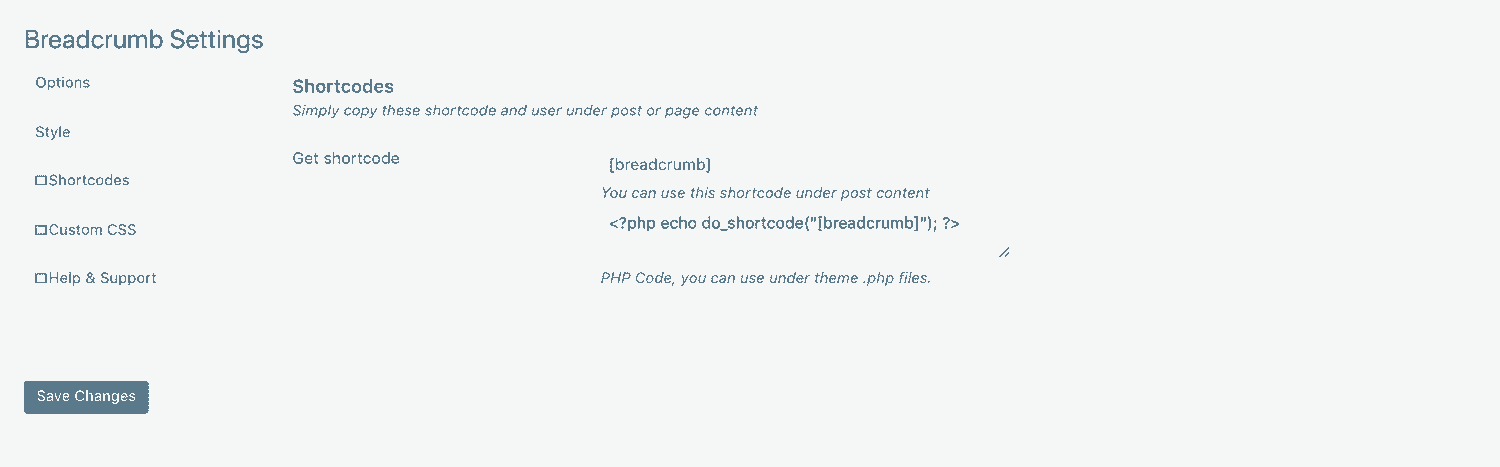 Breadcrumb Settings
Options
Style
Shortcodes
Custom CSS
Help & Support
Shortcodes
Simply copy these shortcode and user under post or page content
Get shortcode
[breadcrumb]
You can use this shortcode under post content
<?php echo do_shortcode("[breadcrumb]"); ?>
PHP Code, you can use under theme .php files.
Save Changes